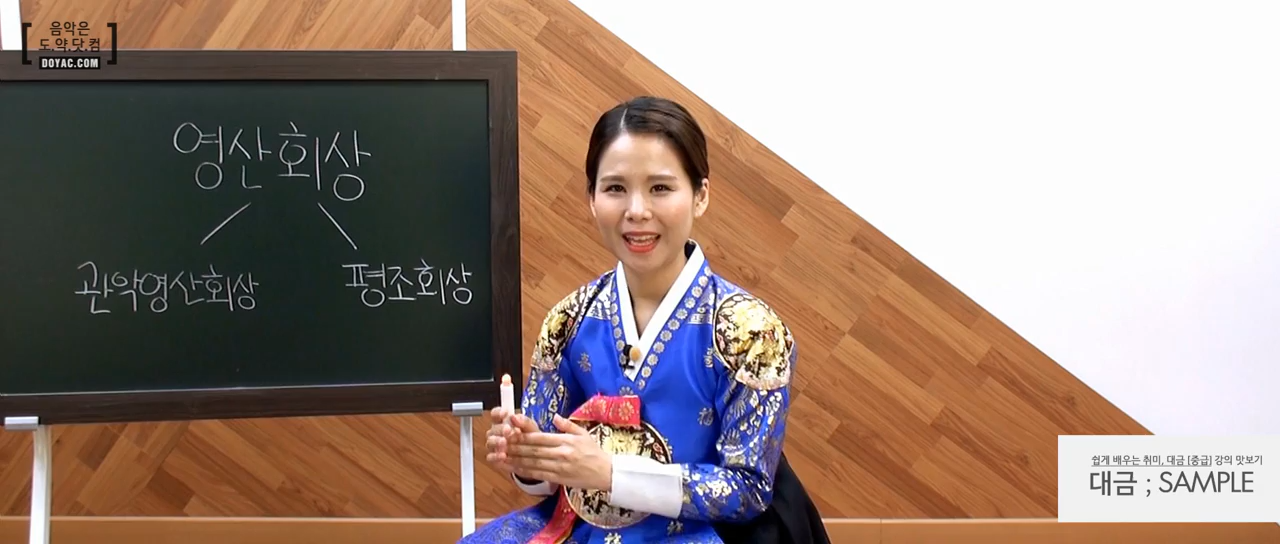 음악은
도.약.닷.컴
DOYAC.COM
영산회상
관악영산회상
평조회상
쉽게 배우는 취미, 대금 [중급] 강의 맛보기
대금 ; SAMPLE